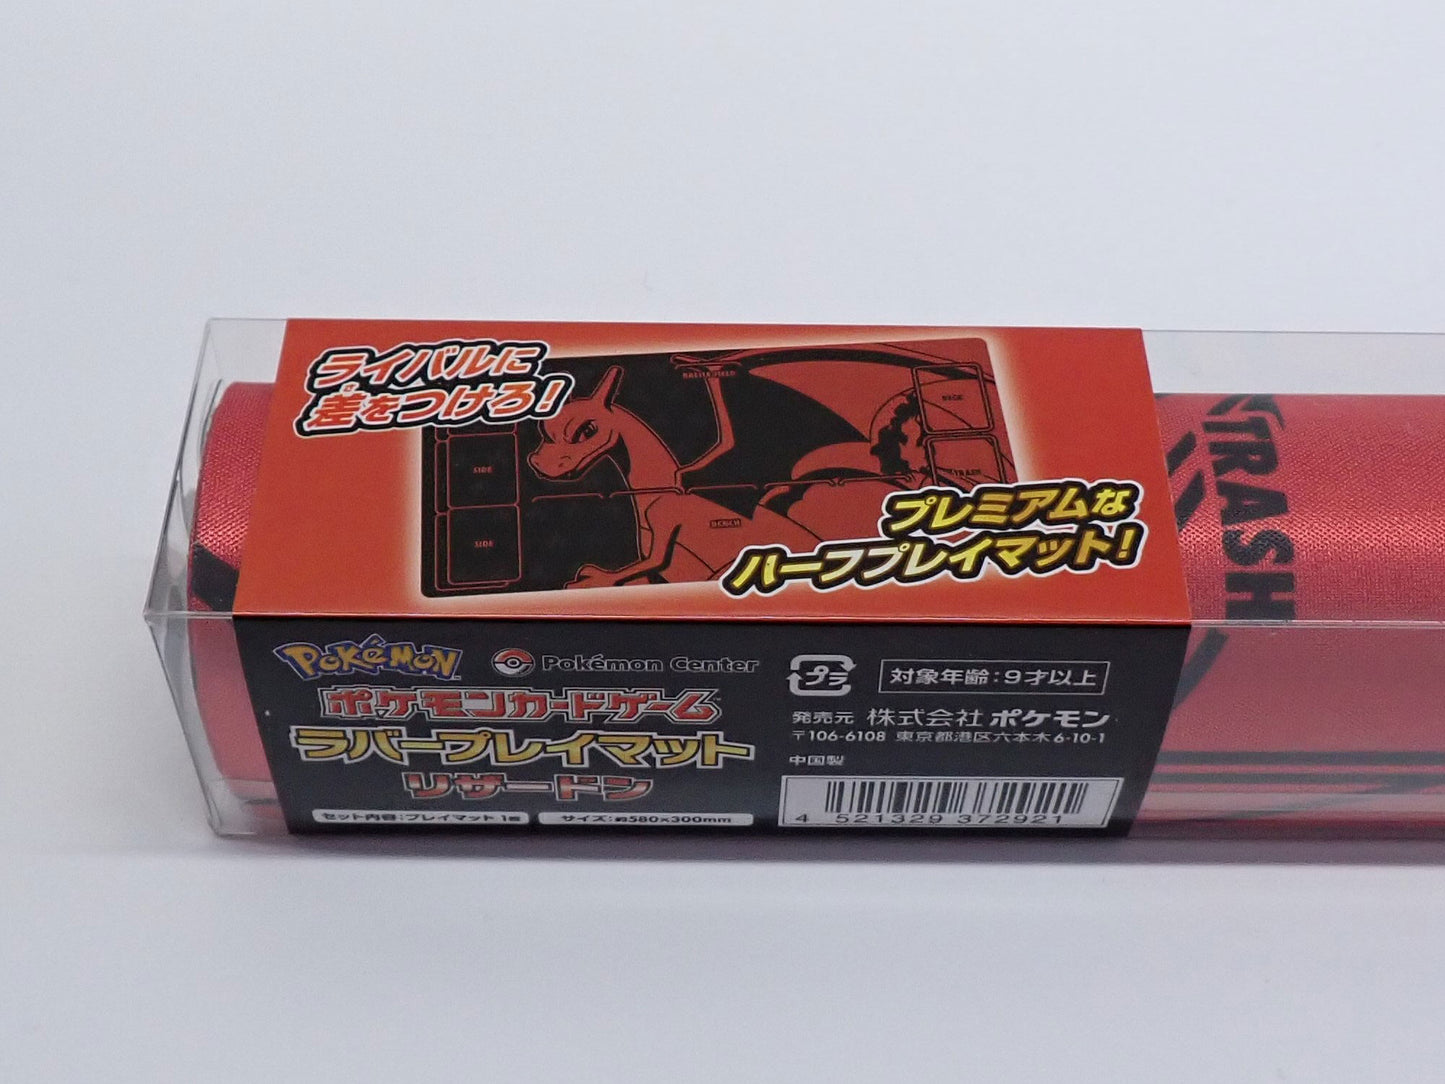 ライバルに
差をつけろ!
さ
BATTLE FIELD
DECK
TRASH
SIDE
SIDE
BENCH
プレミアムな
ハーフプレイマット!
TRASH
POKéMON
Pokémon Center
ポケモンカードゲーム
ラバープレイマット
リザードン
セット内容:プレイマット 1個
サイズ:約580×300mm
プラ
対象年齢:9才以上
発売元 株式会社 ポケモン
〒106-6108 東京都港区六本木6-10-1
中国製
4 521329 372921